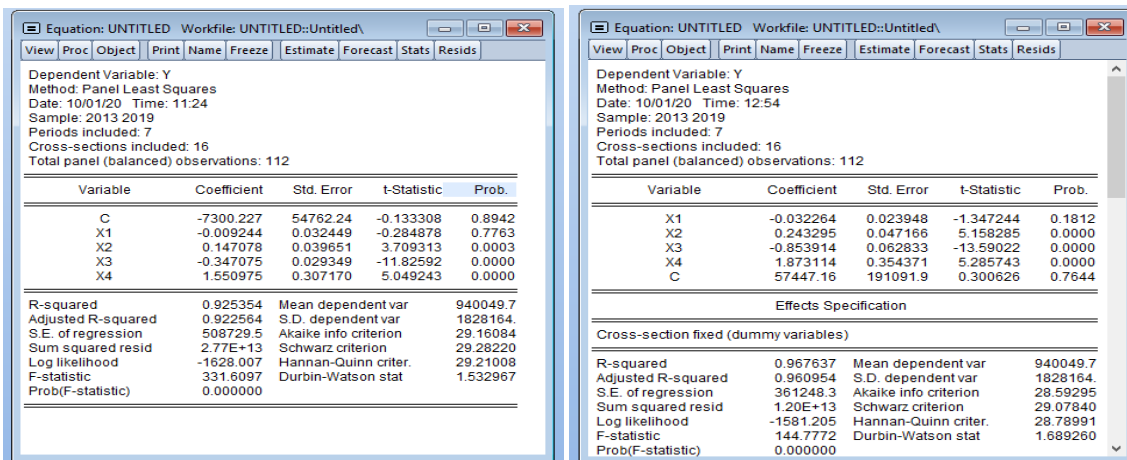 Equation: UNTITLED Workfile: UNTITLED::Untitled\
View Proc Object Print Name Freeze Estimate Forecast Stats Resids
Dependent Variable: Y
Method: Panel Least Squares
Date: 10/01/20 Time: 11:24
Sample: 2013 2019
Periods included: 7
Cross-sections included: 16
Total panel (balanced) observations: 112
Variable Coefficient Std. Error t-Statistic Prob.
C -7300.227 54762.24 -0.133308 0.8942
X1 -0.009244 0.032449 -0.284878 0.7763
X2 0.147078 0.039651 3.709313 0.0003
X3 -0.347075 0.029349 -11.82592 0.0000
X4 1.550975 0.307170 5.049243 0.0000
R-squared 0.925354 Mean dependent var 940049.7
Adjusted R-squared 0.922564 S.D. dependent var 1828164.
S.E. of regression 508729.5 Akaike info criterion 29.16084
Sum squared resid 2.77E+13 Schwarz criterion 29.28220
Log likelihood -1628.007 Hannan-Quinn criter. 29.21008
F-statistic 331.6097 Durbin-Watson stat 1.532967
Prob(F-statistic) 0.000000
Equation: UNTITLED Workfile: UNTITLED::Untitled\
View Proc Object Print Name Freeze Estimate Forecast Stats Resids
Dependent Variable: Y
Method: Panel Least Squares
Date: 10/01/20 Time: 12:54
Sample: 2013 2019
Periods included: 7
Cross-sections included: 16
Total panel (balanced) observations: 112
Variable Coefficient Std. Error t-Statistic Prob.
X1 -0.032264 0.023948 -1.347244 0.1812
X2 0.243295 0.047166 5.158285 0.0000
X3 -0.853914 0.062833 -13.59022 0.0000
X4 1.873114 0.354371 5.285743 0.0000
C 57447.16 191091.9 0.300626 0.7644
Effects Specification
Cross-section fixed (dummy variables)
R-squared 0.967637 Mean dependent var 940049.7
Adjusted R-squared 0.960954 S.D. dependent var 1828164.
S.E. of regression 361248.3 Akaike info criterion 28.59295
Sum squared resid 1.20E+13 Schwarz criterion 29.07840
Log likelihood -1581.205 Hannan-Quinn criter. 28.78991
F-statistic 144.7772 Durbin-Watson stat 1.689260
Prob(F-statistic) 0.000000